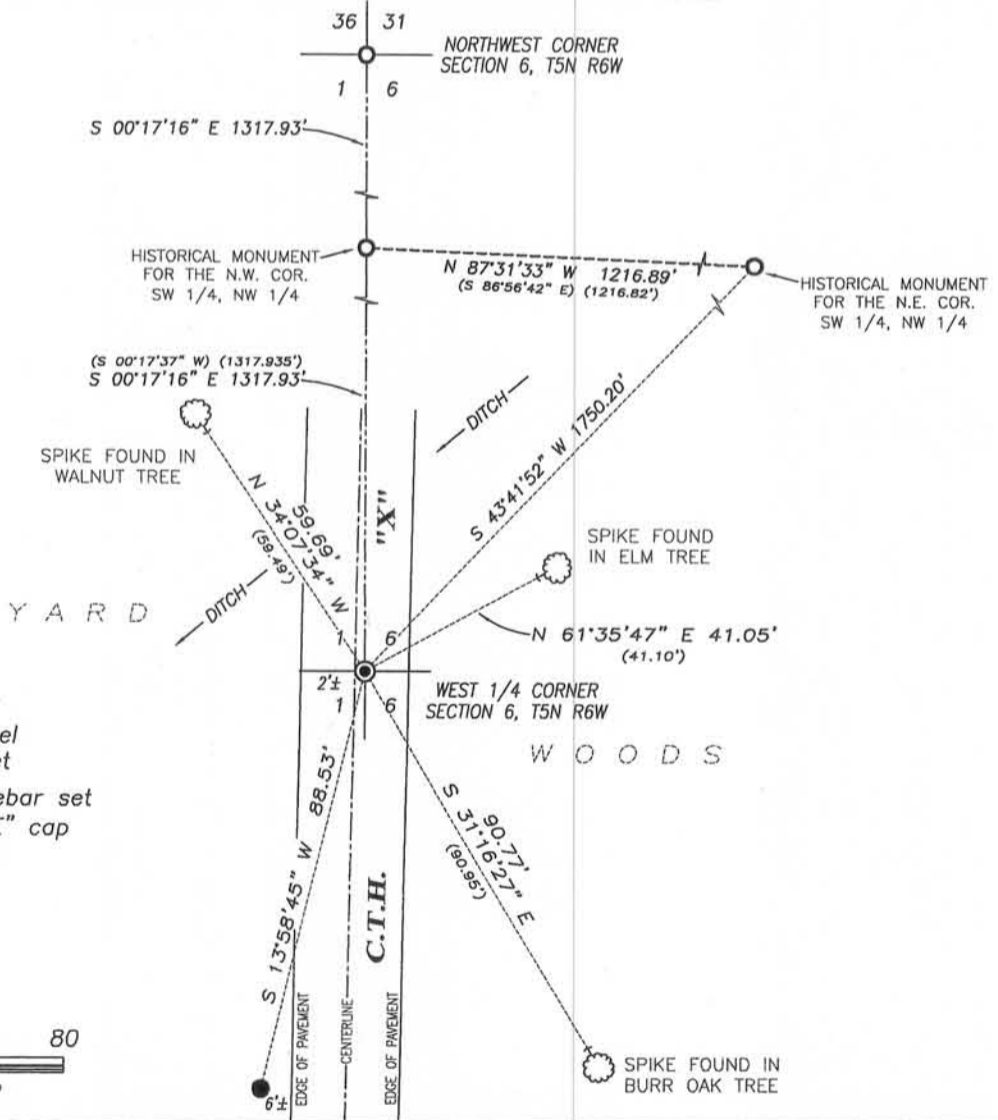 36 31
NORTHWEST CORNER
SECTION 6, T5N R6W
1 6
S 00°17'16" E 1317.93'
HISTORICAL MONUMENT
FOR THE N.W. COR.
SW 1/4, NW 1/4
N 87°31'33" W 1216.89'
(S 86°56'42" E) (1216.82')
HISTORICAL MONUMENT
FOR THE N.E. COR.
SW 1/4, NW 1/4
(S 00°17'37" W) (1317.935')
S 00°17'16" E 1317.93'
DITCH
SPIKE FOUND IN
WALNUT TREE
59.69'
N 34°07'34" W
(59.49')
"X"
S 43°41'52" W 1750.20'
SPIKE FOUND
IN ELM TREE
YARD
DITCH
N 61°35'47" E 41.05'
(41.10')
1 6
2'±
1 6
WEST 1/4 CORNER
SECTION 6, T5N R6W
WOODS
el
et
ebar set
" cap
S 13°58'45" W 88.53'
90.77'
S 31°16'27" E
(90.95')
C.T.H.
EDGE OF PAVEMENT
CENTERLINE
EDGE OF PAVEMENT
80
6'±
SPIKE FOUND IN
BURR OAK TREE